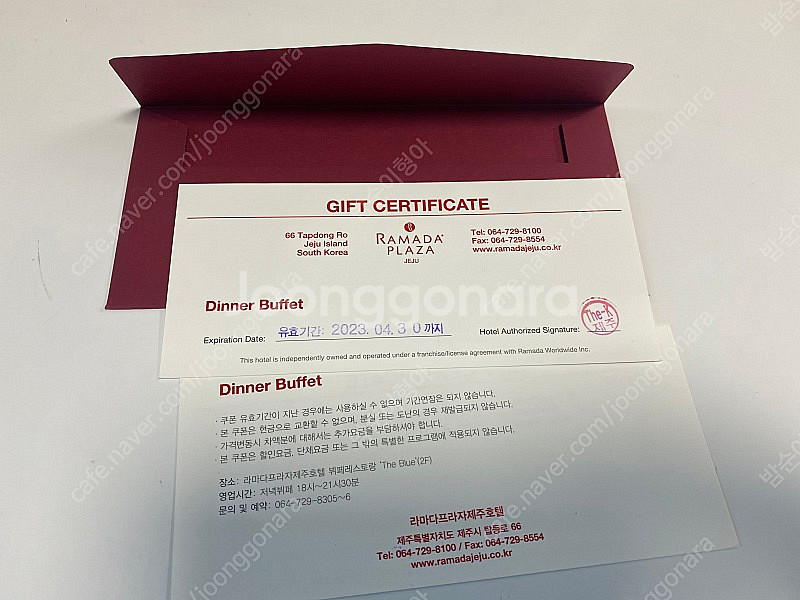 GIFT CERTIFICATE
66 Tapdong Ro
Jeju Island
South Korea
RAMADA
PLAZA
JEJU
Tel: 064-729-8100
Fax: 064-729-8554
www.ramadajeju.co.kr
Joonggonara
Dinner Buffet
Expiration Date: 유효기간: 2023. 04. 3 0 까지
Hotel Authorized Signature: The-K 제주
This hotel is independently owned and operated under a franchise/license agreement with Ramada Worldwide Inc.
Dinner Buffet
· 쿠폰 유효기간이 지난 경우에는 사용하실 수 없으며 기간연장은 되지 않습니다.
· 본 쿠폰은 현금으로 교환할 수 없으며, 분실 또는 도난의 경우 재발급되지 않습니다.
· 가격변동시 차액분에 대해서는 추가요금을 부담하셔야 합니다.
· 본 쿠폰은 할인요금, 단체요금 또는 그 밖의 특별한 프로그램에 적용되지 않습니다.
장소: 라마다프라자제주호텔 뷔페레스토랑 'The Blue'(2F)
영업시간: 저녁뷔페 18시~21시30분
문의 및 예약: 064-729-8305~6
라마다프라자제주호텔
제주특별자치도 제주시 탑동로 66
Tel: 064-729-8100 / Fax: 064-729-8554
www.ramadajeju.co.kr
cafe.naver.com/joonggonara